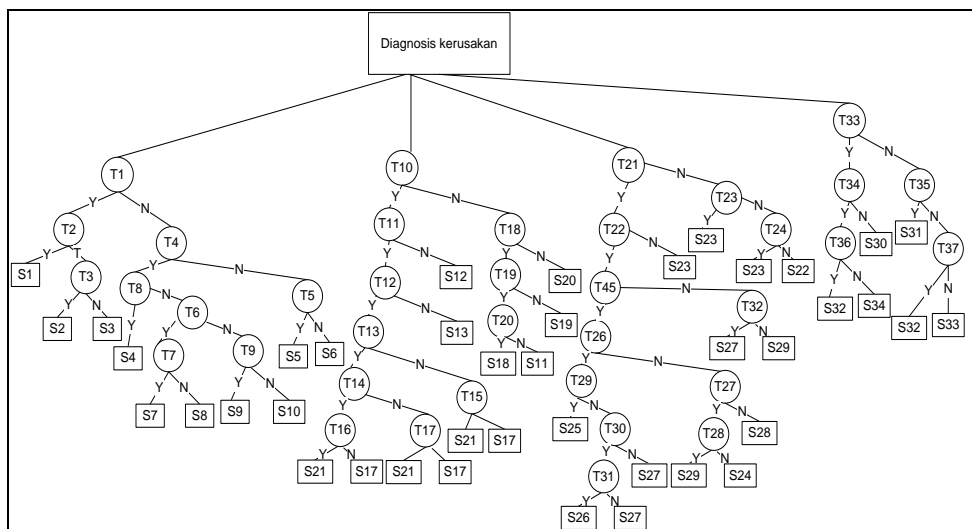 Diagnosis kerusakan
T33
Y
N
T1
T10
T21
T34
T35
Y
N
Y
N
Y
N
T23
Y
N
Y
N
T2
T4
T11
T18
T22
Y
N
T24
T36
S30
S31
T37
Y
T
Y
N
Y
N
Y
N
Y
N
S23
Y
N
Y
N
Y
N
S1
T3
T8
T5
T12
S12
T19
S20
T45
S23
S23
S22
S32
S34
S32
S33
Y
N
Y
N
Y
N
Y
N
Y
N
Y
N
S2
S3
S4
T6
S5
S6
T13
S13
T20
S19
T26
T32
Y
N
Y
N
Y
N
Y
N
Y
N
T7
T9
S18
S11
S27
S29
Y
N
Y
N
T14
T15
T29
T27
S7
S8
S9
S10
Y
N
Y
N
Y
N
Y
N
T16
T17
S21
S17
S25
T30
T28
S28
Y
N
Y
N
Y
N
Y
N
S21
S17
S21
S17
T31
S27
S29
S24
Y
N
S26
S27